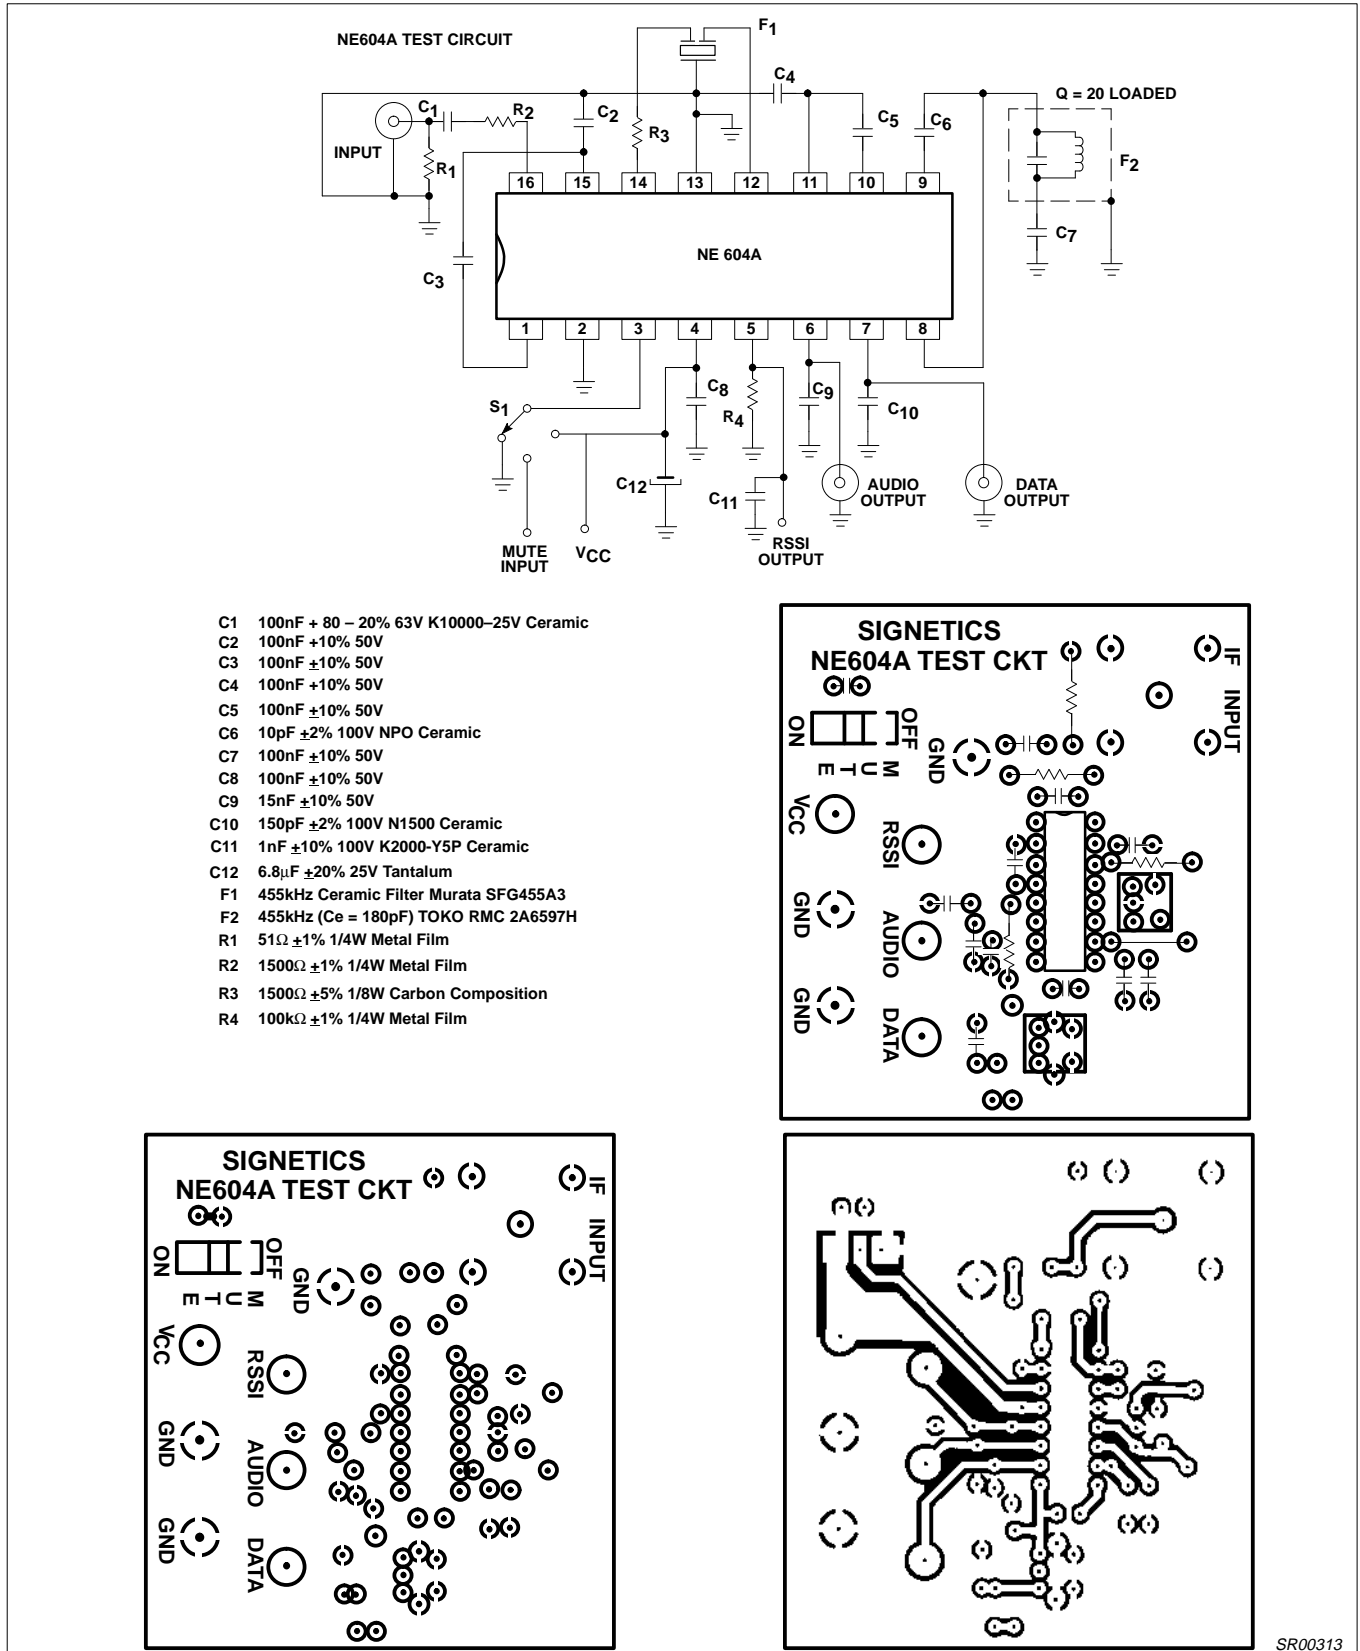 NE604A TEST CIRCUIT
F1
C4
Q = 20 LOADED
C1
R2
C2
R3
C5
C6
INPUT
R1
F2
16
15
14
13
12
11
10
9
C7
NE 604A
C3
1
2
3
4
5
6
7
8
S1
C8
R4
C9
C10
C12
C11
AUDIO
OUTPUT
DATA
OUTPUT
MUTE
INPUT
VCC
RSSI
OUTPUT
C1 100nF + 80 – 20% 63V K10000–25V Ceramic
C2 100nF +10% 50V
C3 100nF ±10% 50V
C4 100nF +10% 50V
C5 100nF ±10% 50V
C6 10pF ±2% 100V NPO Ceramic
C7 100nF ±10% 50V
C8 100nF ±10% 50V
C9 15nF ±10% 50V
C10 150pF ±2% 100V N1500 Ceramic
C11 1nF ±10% 100V K2000-Y5P Ceramic
C12 6.8μF ±20% 25V Tantalum
F1 455kHz Ceramic Filter Murata SFG455A3
F2 455kHz (Ce = 180pF) TOKO RMC 2A6597H
R1 51Ω ±1% 1/4W Metal Film
R2 1500Ω ±1% 1/4W Metal Film
R3 1500Ω ±5% 1/8W Carbon Composition
R4 100kΩ ±1% 1/4W Metal Film
SIGNETICS
NE604A TEST CKT
IF INPUT
ON
OFF
MUTE
GND
VCC
RSSI
GND
AUDIO
GND
DATA
SIGNETICS
NE604A TEST CKT
IF INPUT
ON
OFF
MUTE
GND
VCC
RSSI
GND
AUDIO
GND
DATA
SR00313